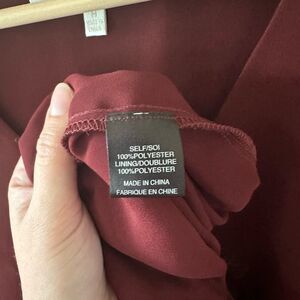 M
SELF/SOI
100%POLYESTER
LINING/DOUBLURE
100%POLYESTER
MADE IN CHINA
FABRIQUE EN CHINE